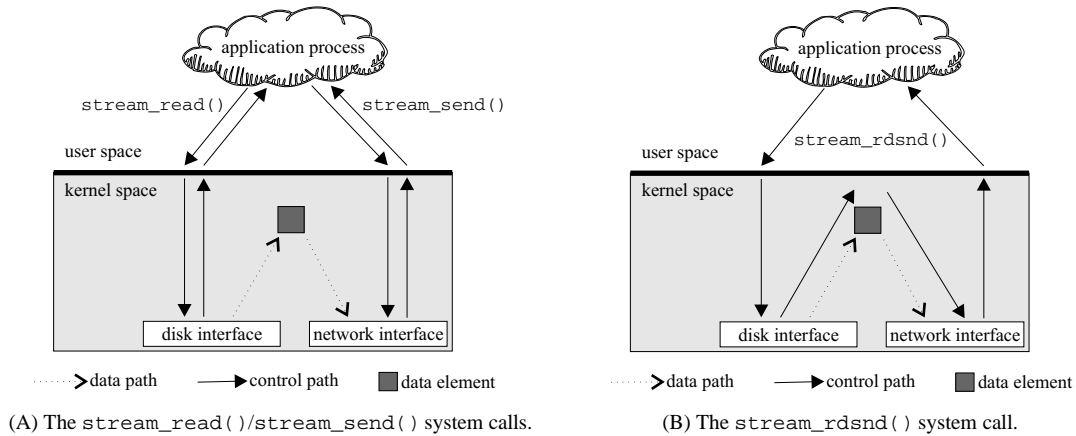 application process
stream_read()
stream_send()
user space
kernel space
disk interface
network interface
data path
control path
data element
(A) The stream_read()/stream_send() system calls.
application process
stream_rdsnd()
user space
kernel space
disk interface
network interface
data path
control path
data element
(B) The stream_rdsnd() system call.